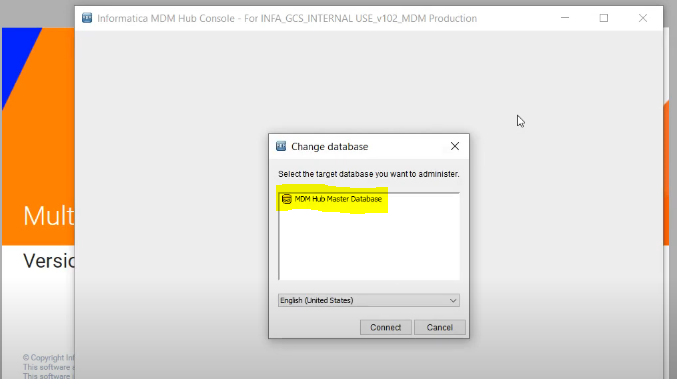 Informatica MDM Hub Console - For INFA_GCS_INTERNAL USE_v102_MDM Production
Change database
Select the target database you want to administer.
MDM Hub Master Database
English (United States)
Connect
Cancel
Mult
Versic
© Copyright Inf
This software a
This software